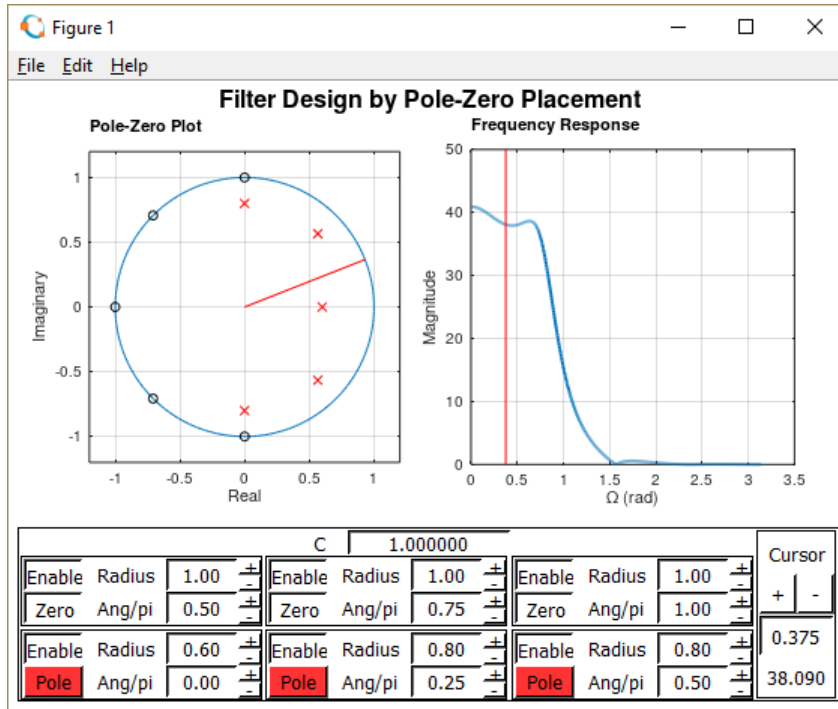 Figure 1
File Edit Help
Filter Design by Pole-Zero Placement
Pole-Zero Plot
1
0.5
0
-0.5
-1
Imaginary
-1 -0.5 0 0.5 1
Real
Frequency Response
50
40
30
20
10
0
Magnitude
0 0.5 1 1.5 2 2.5 3 3.5
Ω (rad)
C 1.000000
Enable Radius 1.00 + -
Zero Ang/pi 0.50 + -
Enable Radius 1.00 + -
Zero Ang/pi 0.75 + -
Enable Radius 1.00 + -
Zero Ang/pi 1.00 + -
Enable Radius 0.60 + -
Pole Ang/pi 0.00 + -
Enable Radius 0.80 + -
Pole Ang/pi 0.25 + -
Enable Radius 0.80 + -
Pole Ang/pi 0.50 + -
Cursor
+ -
0.375
38.090